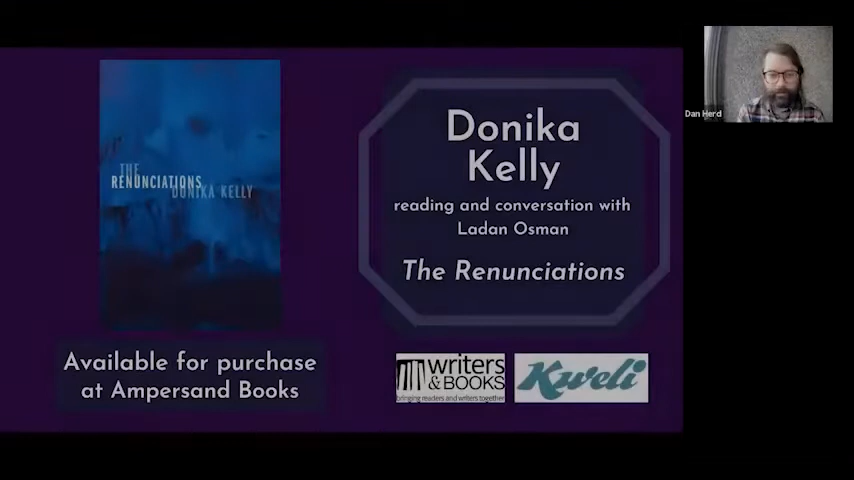 THE
RENUNCIATIONS
DONIKA KELLY
Available for purchase
at Ampersand Books
Donika
Kelly
reading and conversation with
Ladan Osman
The Renunciations
writers
& BOOKS
bringing readers and writers together
Kweli
Dan Herd